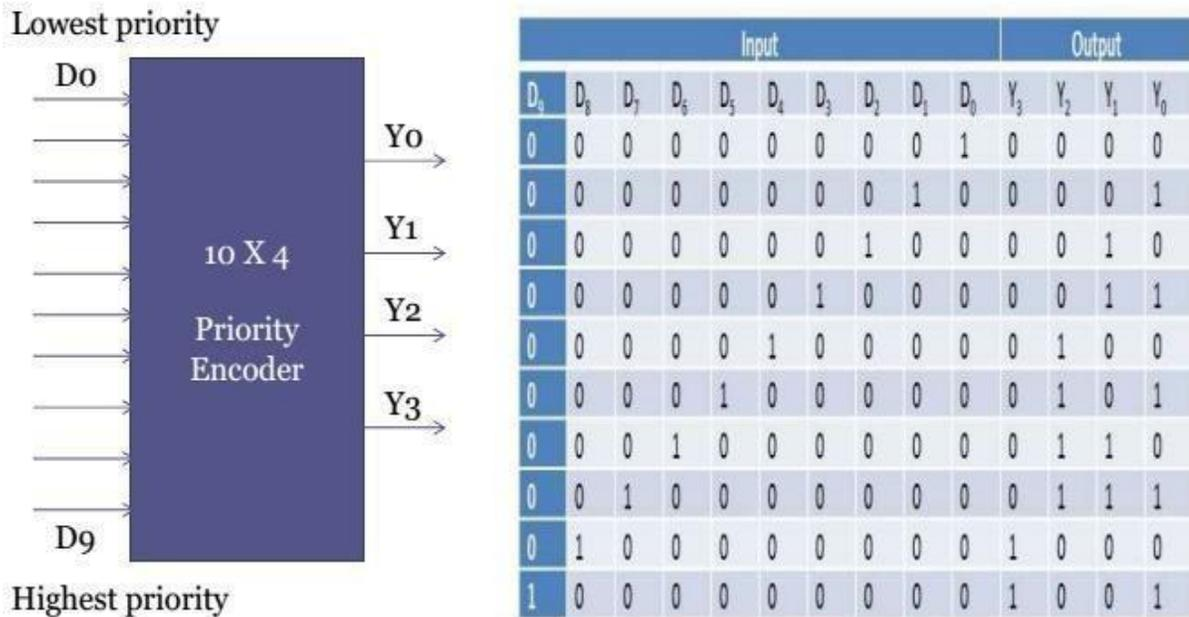 Lowest priority
D0
10 X 4
Priority
Encoder
Y0
Y1
Y2
Y3
D9
Highest priority
Input Output
D₉ D₈ D₇ D₆ D₅ D₄ D₃ D₂ D₁ D₀ Y₃ Y₂ Y₁ Y₀
0 0 0 0 0 0 0 0 0 1 0 0 0 0
0 0 0 0 0 0 0 0 1 0 0 0 0 1
0 0 0 0 0 0 0 1 0 0 0 0 1 0
0 0 0 0 0 0 1 0 0 0 0 0 1 1
0 0 0 0 0 1 0 0 0 0 0 1 0 0
0 0 0 0 1 0 0 0 0 0 0 1 0 1
0 0 0 1 0 0 0 0 0 0 0 1 1 0
0 0 1 0 0 0 0 0 0 0 0 1 1 1
0 1 0 0 0 0 0 0 0 0 1 0 0 0
1 0 0 0 0 0 0 0 0 0 1 0 0 1